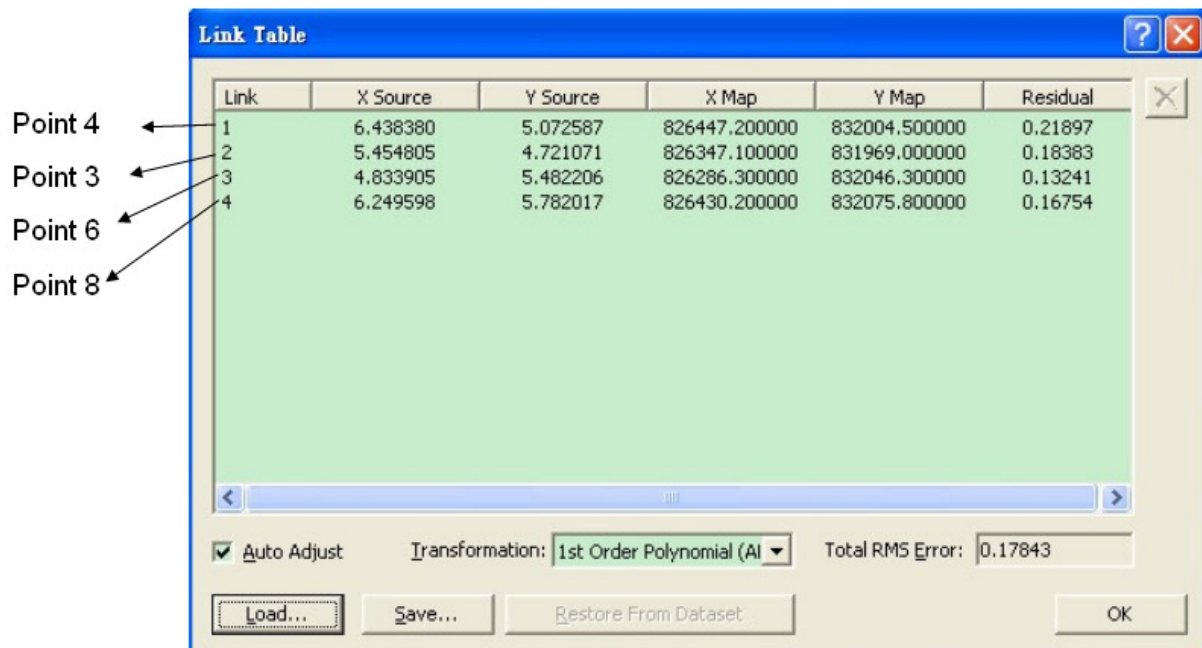 Link Table
Link X Source Y Source X Map Y Map Residual
Point 4
1 6.438380 5.072587 826447.200000 832004.500000 0.21897
2 5.454805 4.721071 826347.100000 831969.000000 0.18383
Point 3
3 4.833905 5.482206 826286.300000 832046.300000 0.13241
4 6.249598 5.782017 826430.200000 832075.800000 0.16754
Point 6
Point 8
Auto Adjust Transformation: 1st Order Polynomial (Al Total RMS Error: 0.17843
Load... Save... Restore From Dataset OK